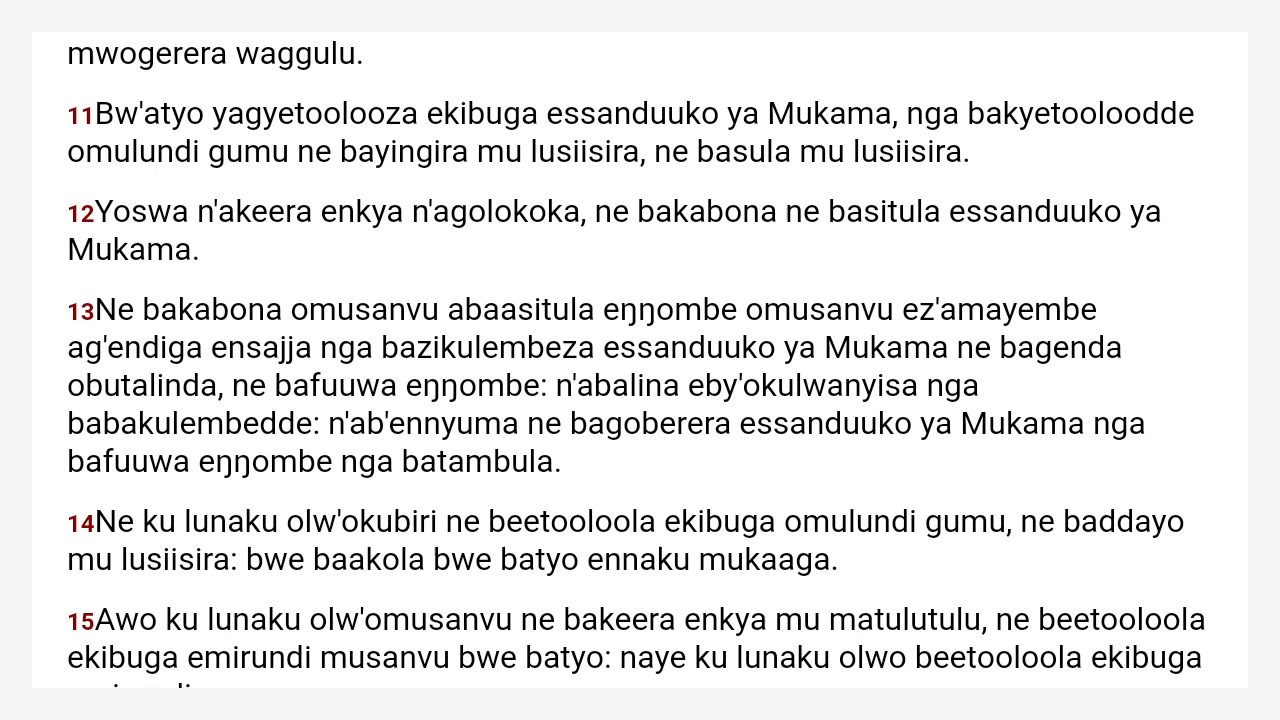 mwogerera waggulu.
11Bw'atyo yagyetoolooza ekibuga essanduuko ya Mukama, nga bakyetooloodde
omulundi gumu ne bayingira mu lusiisira, ne basula mu lusiisira.
12Yoswa n'akeera enkya n'agolokoka, ne bakabona ne basitula essanduuko ya
Mukama.
13Ne bakabona omusanvu abaasitula eŋŋombe omusanvu ez'amayembe
ag'endiga ensajja nga bazikulembeza essanduuko ya Mukama ne bagenda
obutalinda, ne bafuuwa eŋŋombe: n'abalina eby'okulwanyisa nga
babakulembedde: n'ab'ennyuma ne bagoberera essanduuko ya Mukama nga
bafuuwa eŋŋombe nga batambula.
14Ne ku lunaku olw'okubiri ne beetooloola ekibuga omulundi gumu, ne baddayo
mu lusiisira: bwe baakola bwe batyo ennaku mukaaga.
15Awo ku lunaku olw'omusanvu ne bakeera enkya mu matulutulu, ne beetooloola
ekibuga emirundi musanvu bwe batyo: naye ku lunaku olwo beetooloola ekibuga